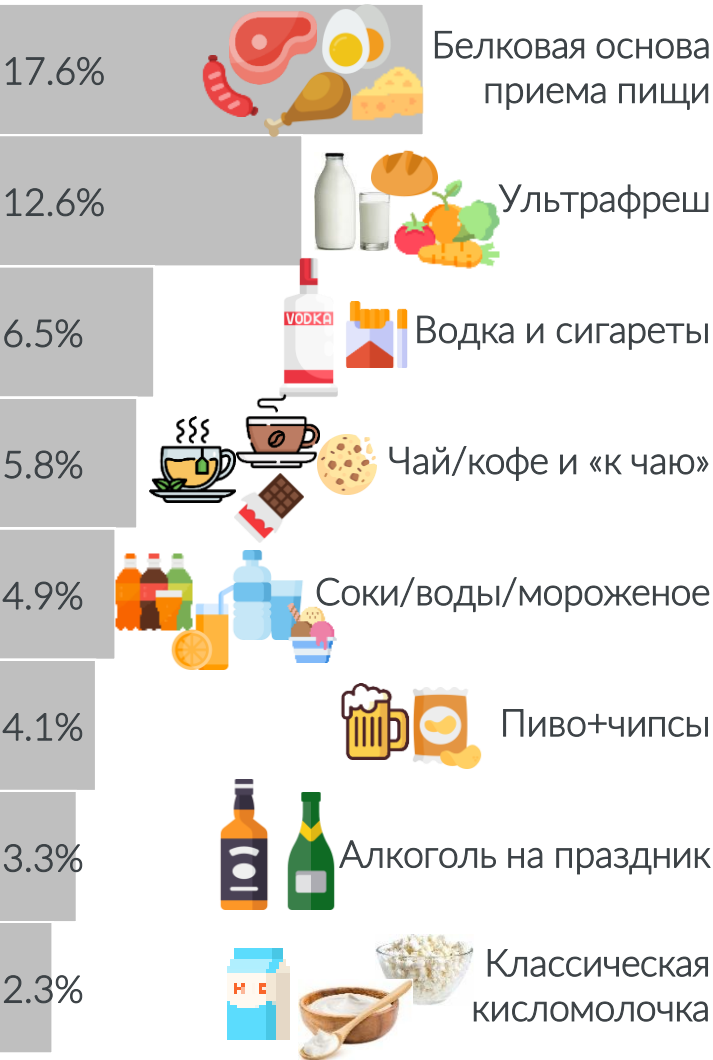 17.6%
Белковая основа
приема пищи
12.6%
Ультрафреш
VODKA
6.5%
Водка и сигареты
5.8%
Чай/кофе и «к чаю»
4.9%
Соки/воды/мороженое
4.1%
Пиво+чипсы
3.3%
Алкоголь на праздник
2.3%
Классическая
кисломолочка